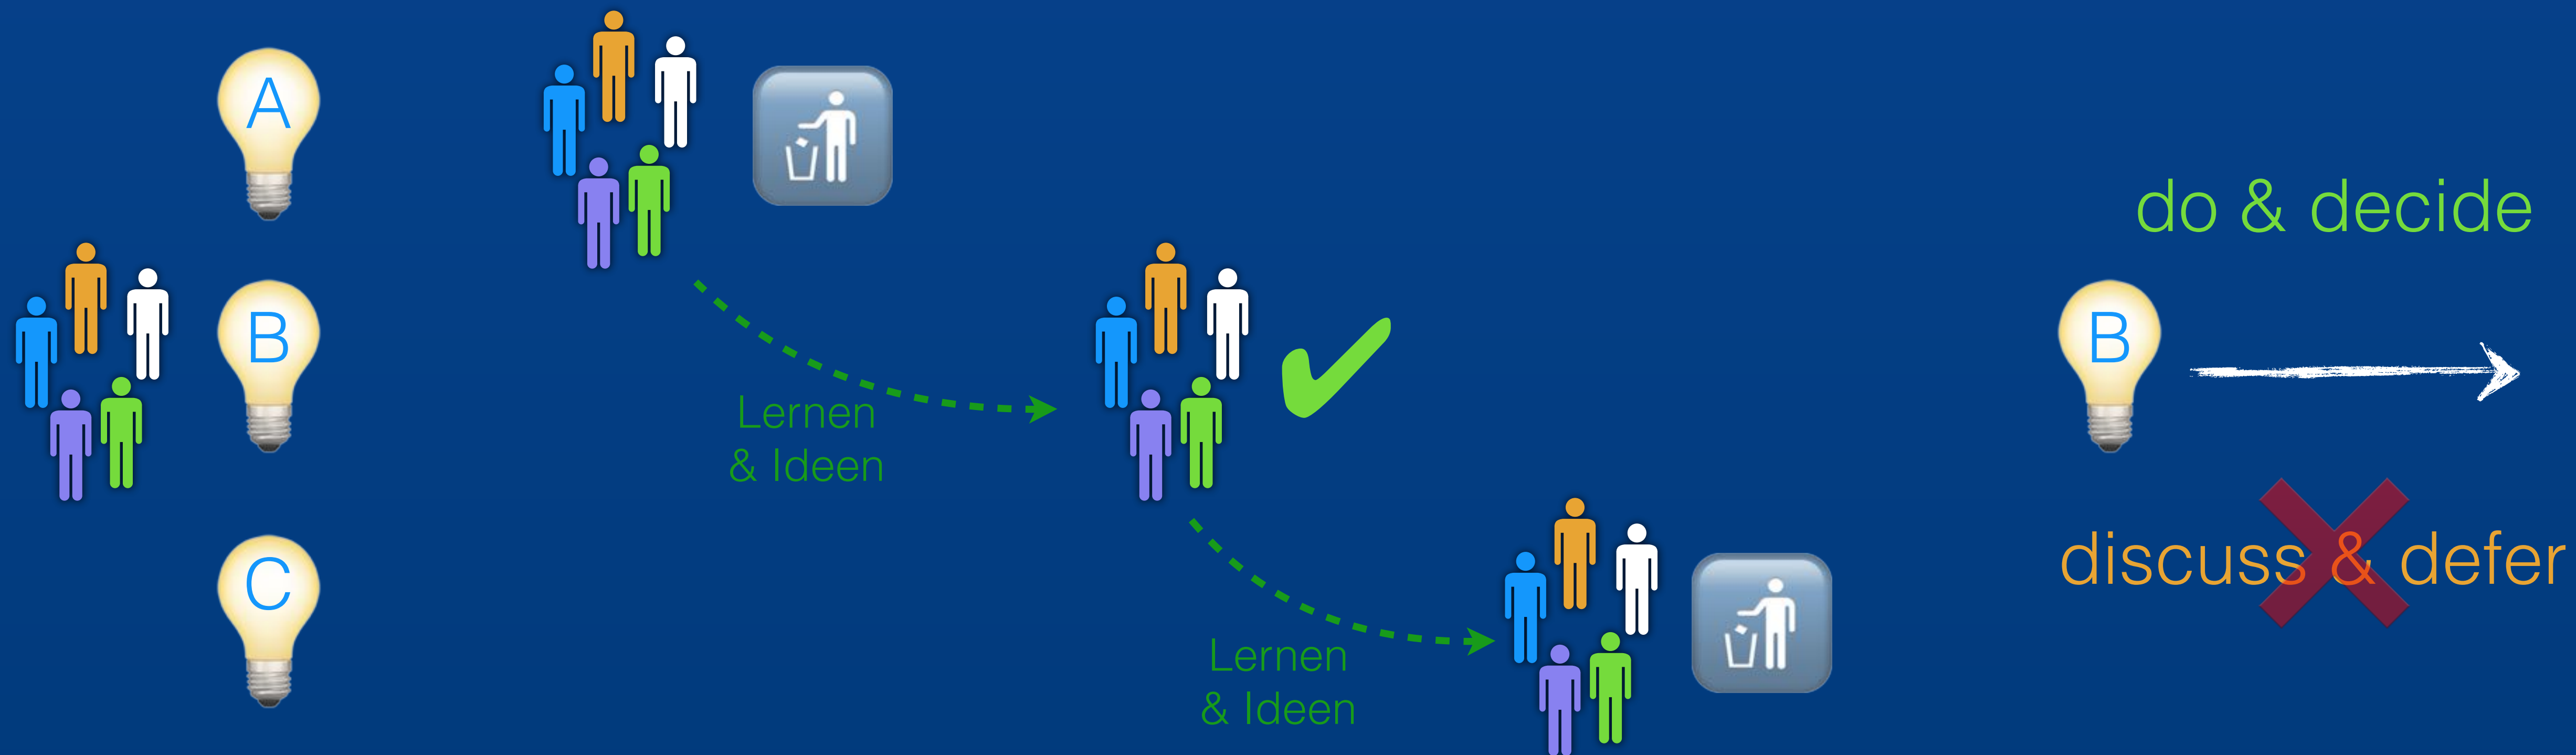 A
B
C
Lernen
& Ideen
Lernen
& Ideen
do & decide
B
discuss & defer